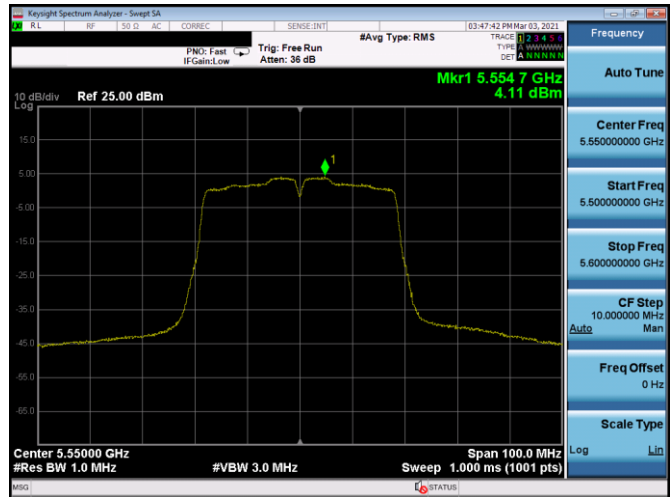 Keysight Spectrum Analyzer - Swept SA
RL RF 50 Ω AC CORREC SENSE:INT 03:47:42 PM Mar 03, 2021
#Avg Type: RMS
TRACE 1 2 3 4 5 6
TYPE A WWWWW
DET A N N N N N
PNO: Fast
IFGain:Low
Trig: Free Run
Atten: 36 dB
Mkr1 5.554 7 GHz
4.11 dBm
10 dB/div
Log
Ref 25.00 dBm
15.0
5.00
-5.00
-15.0
-25.0
-35.0
-45.0
-55.0
-65.0
1
Center 5.55000 GHz
Span 100.0 MHz
#Res BW 1.0 MHz
#VBW 3.0 MHz
Sweep 1.000 ms (1001 pts)
MSG
STATUS
Frequency
Auto Tune
Center Freq
5.550000000 GHz
Start Freq
5.500000000 GHz
Stop Freq
5.600000000 GHz
CF Step
10.000000 MHz
Auto Man
Freq Offset
0 Hz
Scale Type
Log Lin